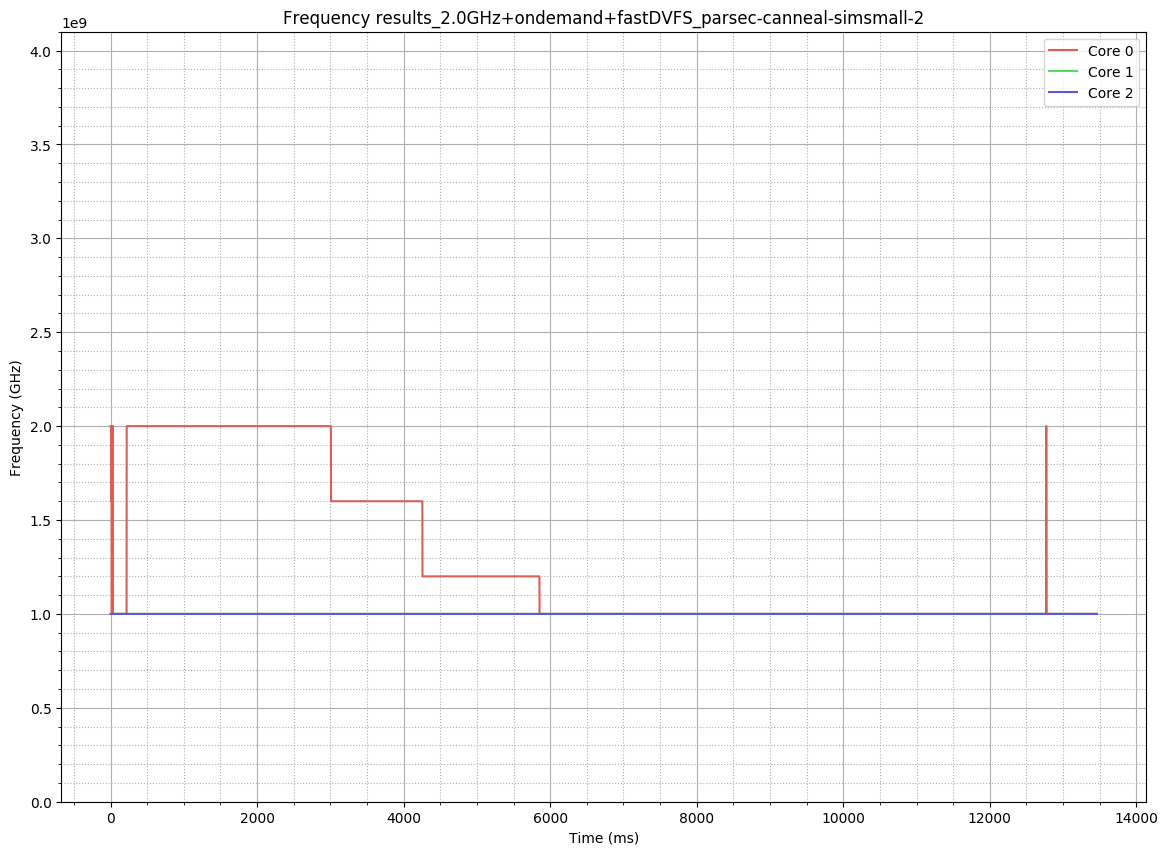 Frequency results_2.0GHz+ondemand+fastDVFS_parsec-canneal-simsmall-2
1e9
Core 0
Core 1
Core 2
4.0
3.5
3.0
2.5
2.0
1.5
1.0
0.5
0.0
Frequency (GHz)
0 2000 4000 6000 8000 10000 12000 14000
Time (ms)